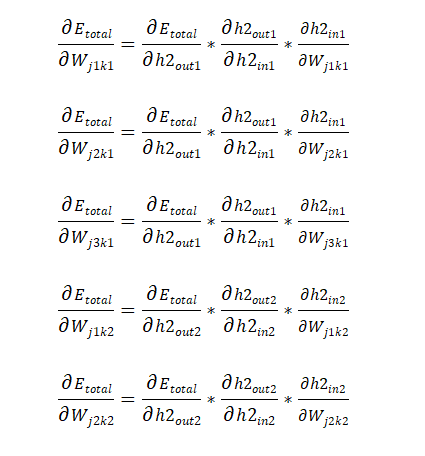 ∂E_total/∂W_j1k1 = ∂E_total/∂h2_out1 * ∂h2_out1/∂h2_in1 * ∂h2_in1/∂W_j1k1
∂E_total/∂W_j2k1 = ∂E_total/∂h2_out1 * ∂h2_out1/∂h2_in1 * ∂h2_in1/∂W_j2k1
∂E_total/∂W_j3k1 = ∂E_total/∂h2_out1 * ∂h2_out1/∂h2_in1 * ∂h2_in1/∂W_j3k1
∂E_total/∂W_j1k2 = ∂E_total/∂h2_out2 * ∂h2_out2/∂h2_in2 * ∂h2_in2/∂W_j1k2
∂E_total/∂W_j2k2 = ∂E_total/∂h2_out2 * ∂h2_out2/∂h2_in2 * ∂h2_in2/∂W_j2k2